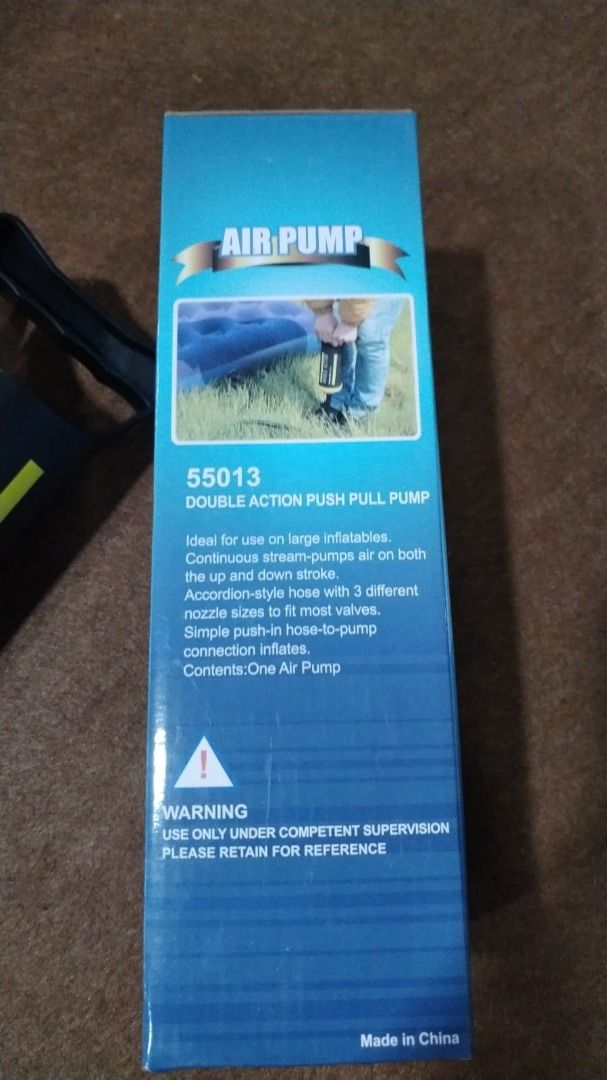 AIR PUMP
55013
DOUBLE ACTION PUSH PULL PUMP
Ideal for use on large inflatables.
Continuous stream-pumps air on both
the up and down stroke.
Accordion-style hose with 3 different
nozzle sizes to fit most valves.
Simple push-in hose-to-pump
connection inflates.
Contents:One Air Pump
!
WARNING
USE ONLY UNDER COMPETENT SUPERVISION
PLEASE RETAIN FOR REFERENCE
Made in China